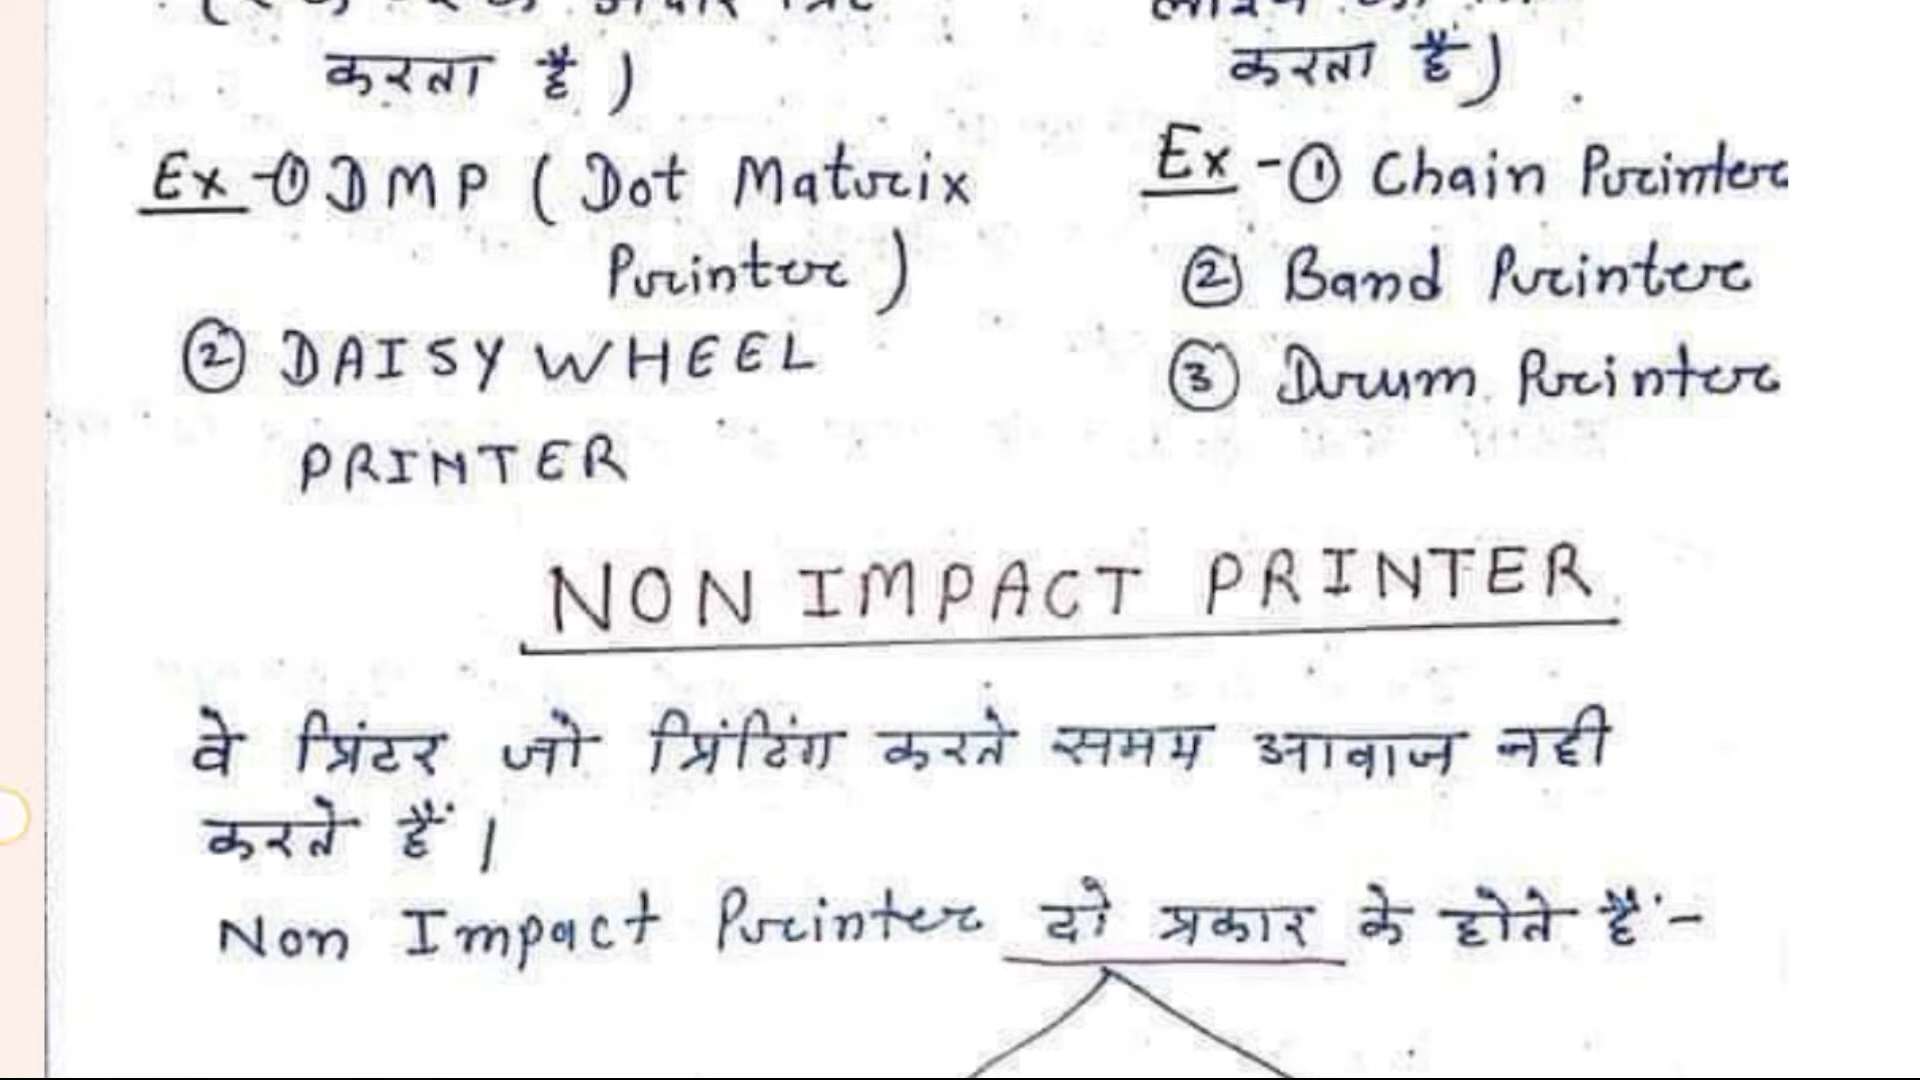 करता है)
Ex-① DMP (Dot Matrix
Printer)
② DAISY WHEEL
PRINTER
करता है)
Ex-① Chain Printer
② Band Printer
③ Drum Printer
NON IMPACT PRINTER
वे प्रिंटर जो प्रिंटिंग करते समय आवाज नही
करते हैं।
Non Impact Printer दो प्रकार के होते हैं-